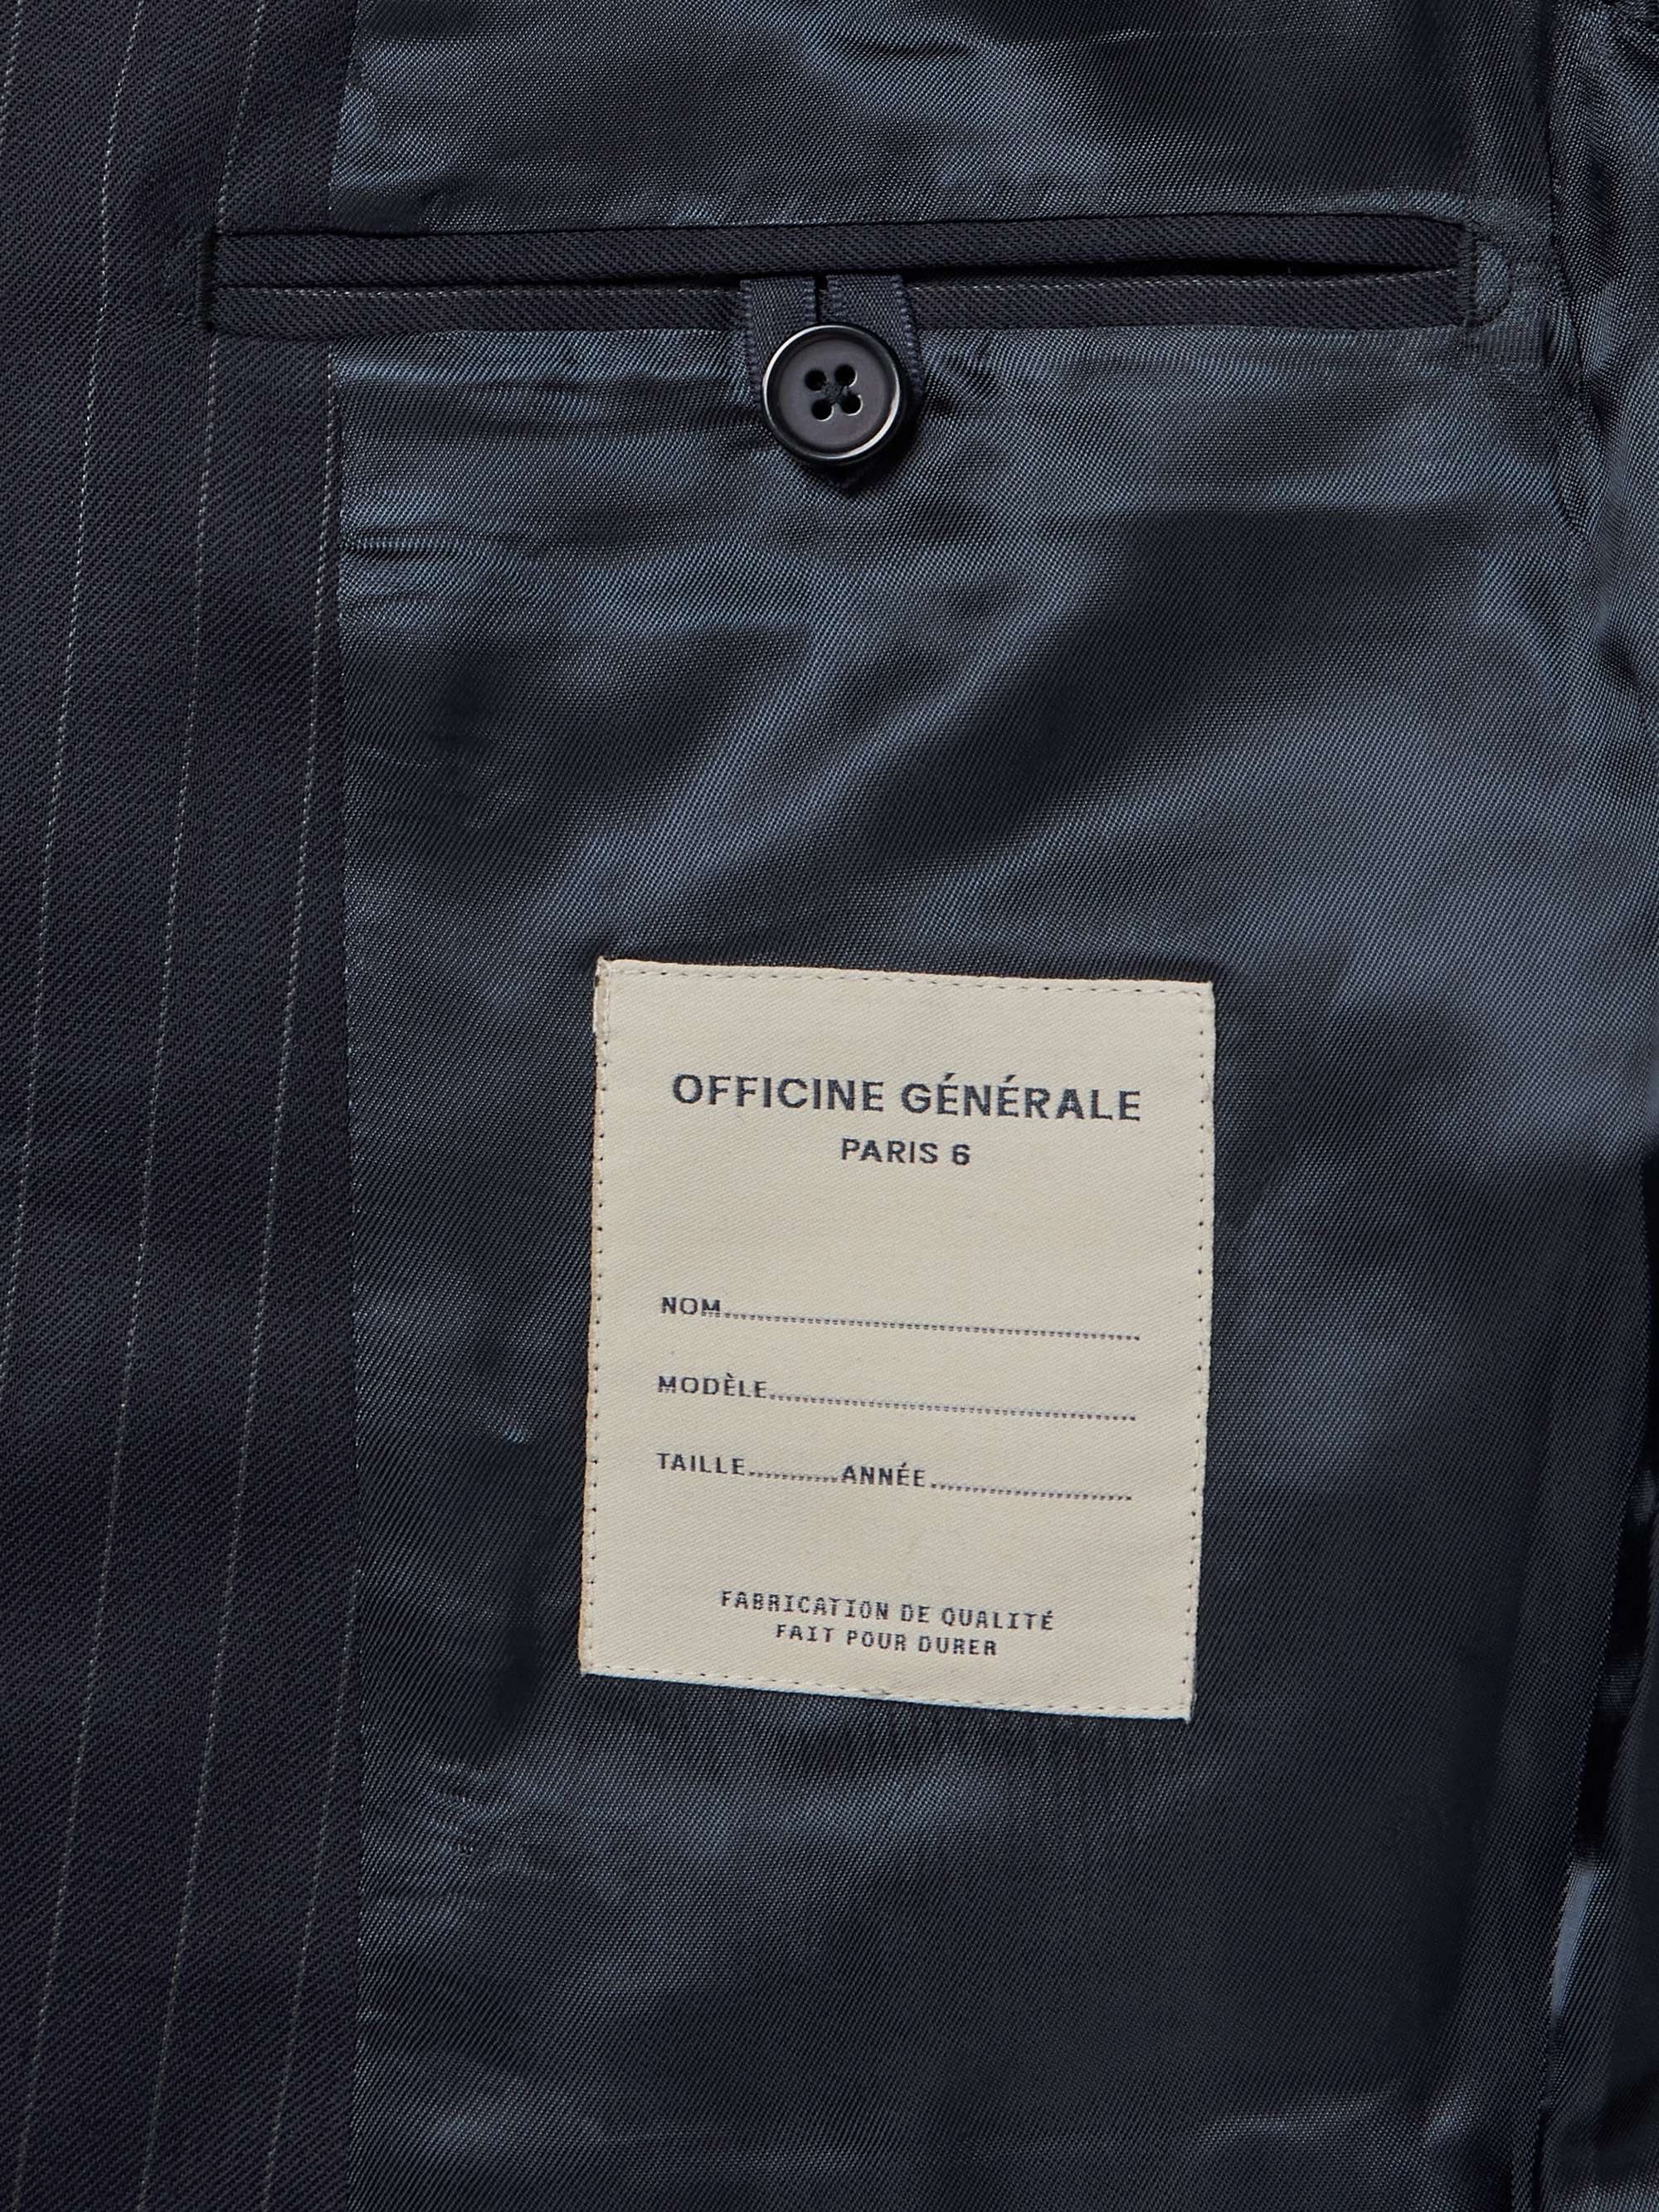 OFFICINE GÉNÉRALE
PARIS 6
NOM
MODÈLE
TAILLE ANNÉE
FABRICATION DE QUALITÉ
FAIT POUR DURER